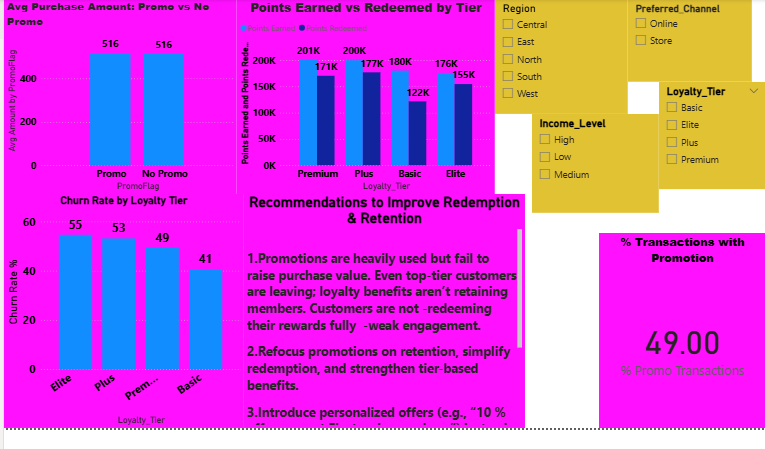 Avg Purchase Amount: Promo vs No
Promo
Avg Amount by PromoFlag
400
200
0
516
516
Promo
No Promo
PromoFlag
Points Earned vs Redeemed by Tier
Points Earned
Points Redeemed
Points Earned and Points Rede...
200K
150K
100K
50K
0K
201K
171K
200K
177K
180K
122K
176K
155K
Premium
Plus
Basic
Elite
Loyalty_Tier
Region
Central
East
North
South
West
Preferred_Channel
Online
Store
Income_Level
High
Low
Medium
Loyalty_Tier
Basic
Elite
Plus
Premium
Churn Rate by Loyalty Tier
Churn Rate %
60
40
20
0
55
53
49
41
Elite
Plus
Prem...
Basic
Loyalty_Tier
Recommendations to Improve Redemption
& Retention
1.Promotions are heavily used but fail to
raise purchase value. Even top-tier customers
are leaving; loyalty benefits aren’t retaining
members. Customers are not -redeeming
their rewards fully -weak engagement.
2.Refocus promotions on retention, simplify
redemption, and strengthen tier-based
benefits.
3.Introduce personalized offers (e.g., “10 %
% Transactions with
Promotion
49.00
% Promo Transactions